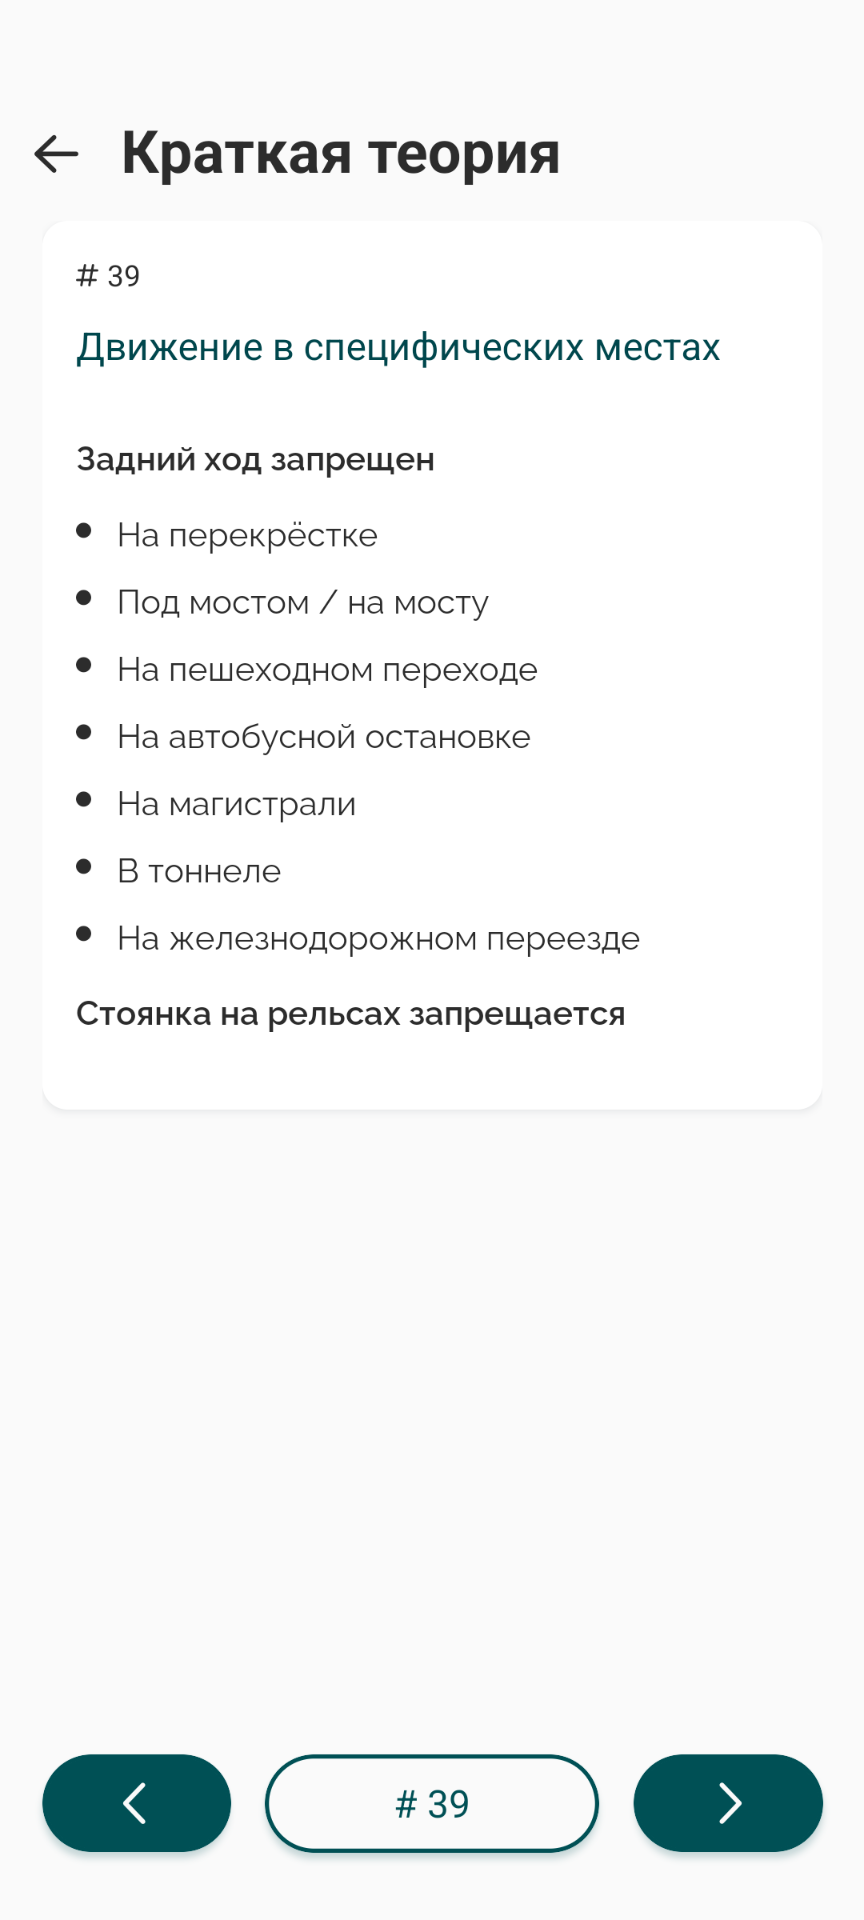 Краткая теория
# 39
Движение в специфических местах
Задний ход запрещен
• На перекрёстке
• Под мостом / на мосту
• На пешеходном переходе
• На автобусной остановке
• На магистрали
• В тоннеле
• На железнодорожном переезде
Стоянка на рельсах запрещается
# 39